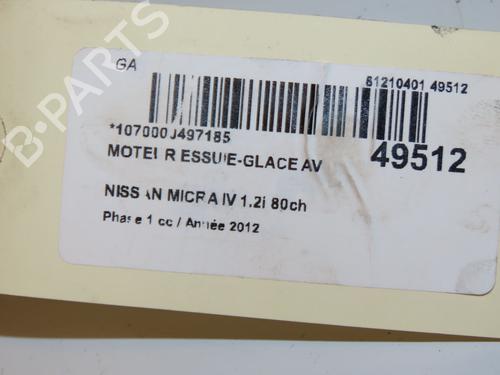 GA
61210401 49512
*107000J497185
49512
MOTEUR ESSUIE-GLACE AV
NISSAN MICRA IV 1.2i 80ch
Phase 1 cc / Année 2012
B-PARTS